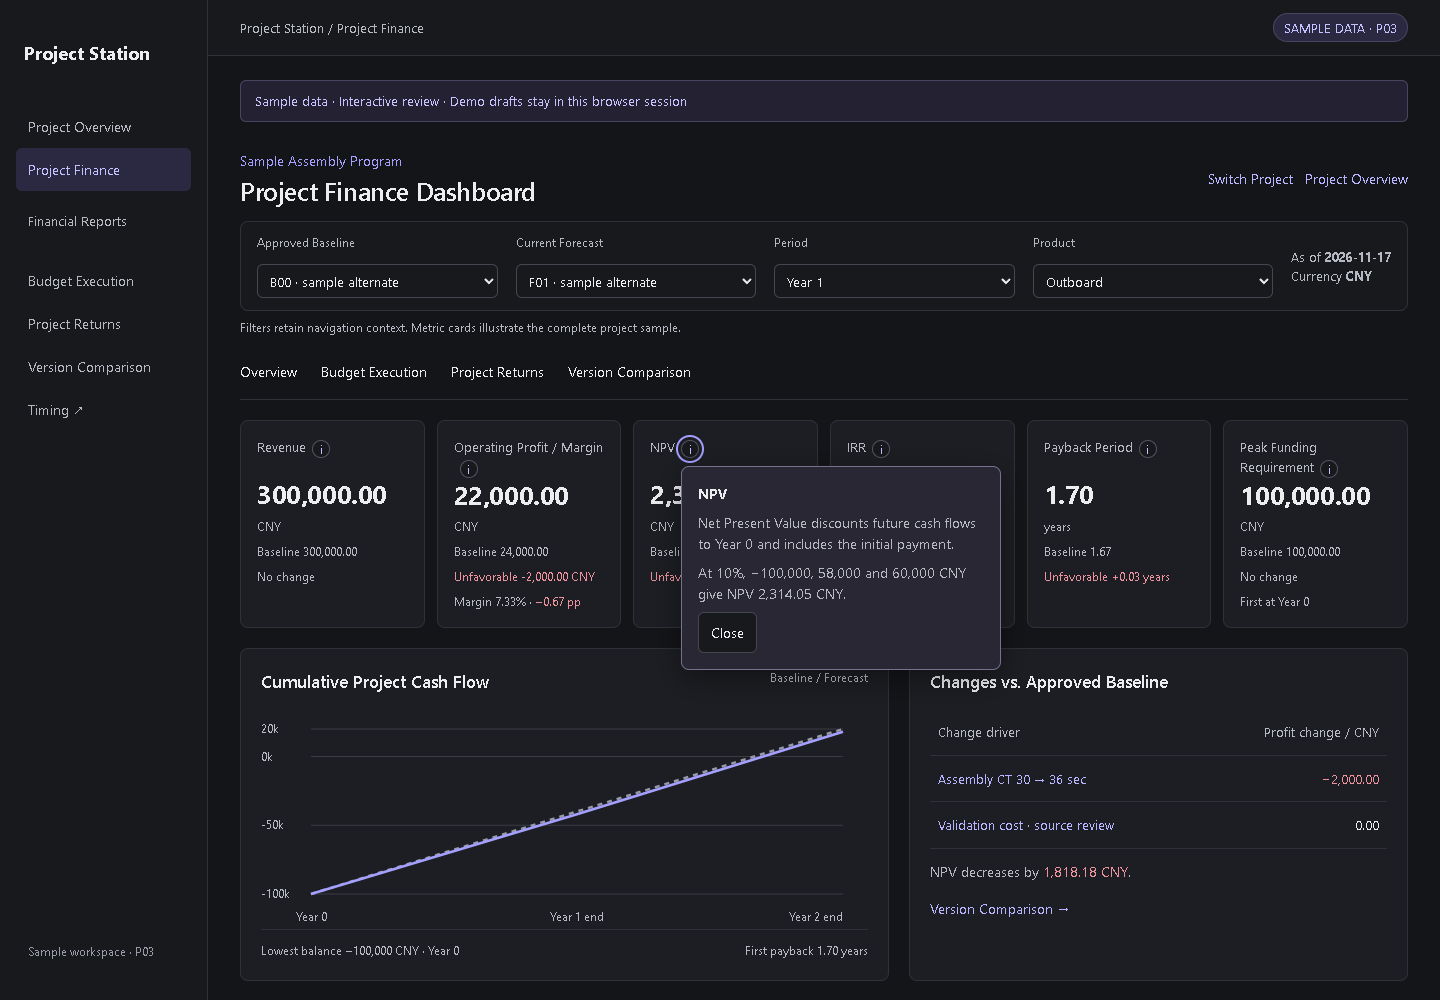 Project Station
Project Overview
Project Finance
Financial Reports
Budget Execution
Project Returns
Version Comparison
Timing ↗
Sample workspace · P03
Project Station / Project Finance
SAMPLE DATA · P03
Sample data · Interactive review · Demo drafts stay in this browser session
Sample Assembly Program
Project Finance Dashboard
Switch Project Project Overview
Approved Baseline
B00 · sample alternate
Current Forecast
F01 · sample alternate
Period
Year 1
Product
Outboard
As of 2026-11-17
Currency CNY
Filters retain navigation context. Metric cards illustrate the complete project sample.
Overview Budget Execution Project Returns Version Comparison
Revenue i
300,000.00
CNY
Baseline 300,000.00
No change
Operating Profit / Margin
i
22,000.00
CNY
Baseline 24,000.00
Unfavorable -2,000.00 CNY
Margin 7.33% · −0.67 pp
NPV i
2,3
CNY
Baseli
Unfav
IRR i
NPV
Net Present Value discounts future cash flows
to Year 0 and includes the initial payment.
At 10%, −100,000, 58,000 and 60,000 CNY
give NPV 2,314.05 CNY.
Close
Payback Period i
1.70
years
Baseline 1.67
Unfavorable +0.03 years
Peak Funding
Requirement i
100,000.00
CNY
Baseline 100,000.00
No change
First at Year 0
Cumulative Project Cash Flow
Baseline / Forecast
20k
0k
-50k
-100k
Year 0 Year 1 end Year 2 end
Lowest balance −100,000 CNY · Year 0
First payback 1.70 years
Changes vs. Approved Baseline
Change driver Profit change / CNY
Assembly CT 30 → 36 sec −2,000.00
Validation cost · source review 0.00
NPV decreases by 1,818.18 CNY.
Version Comparison →